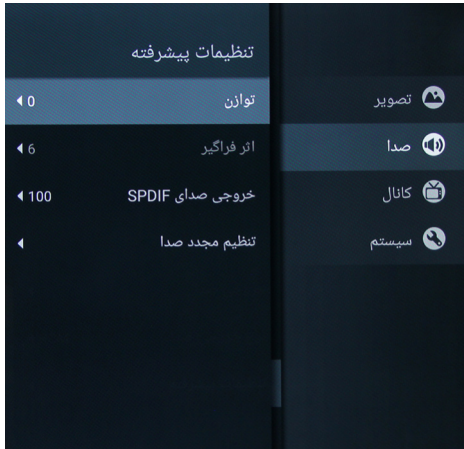 تصویر
صدا
کانال
سیستم
تنظیمات پیشرفته
توازن 0
اثر فراگیر 6
خروجی صدای SPDIF 100
تنظیم مجدد صدا